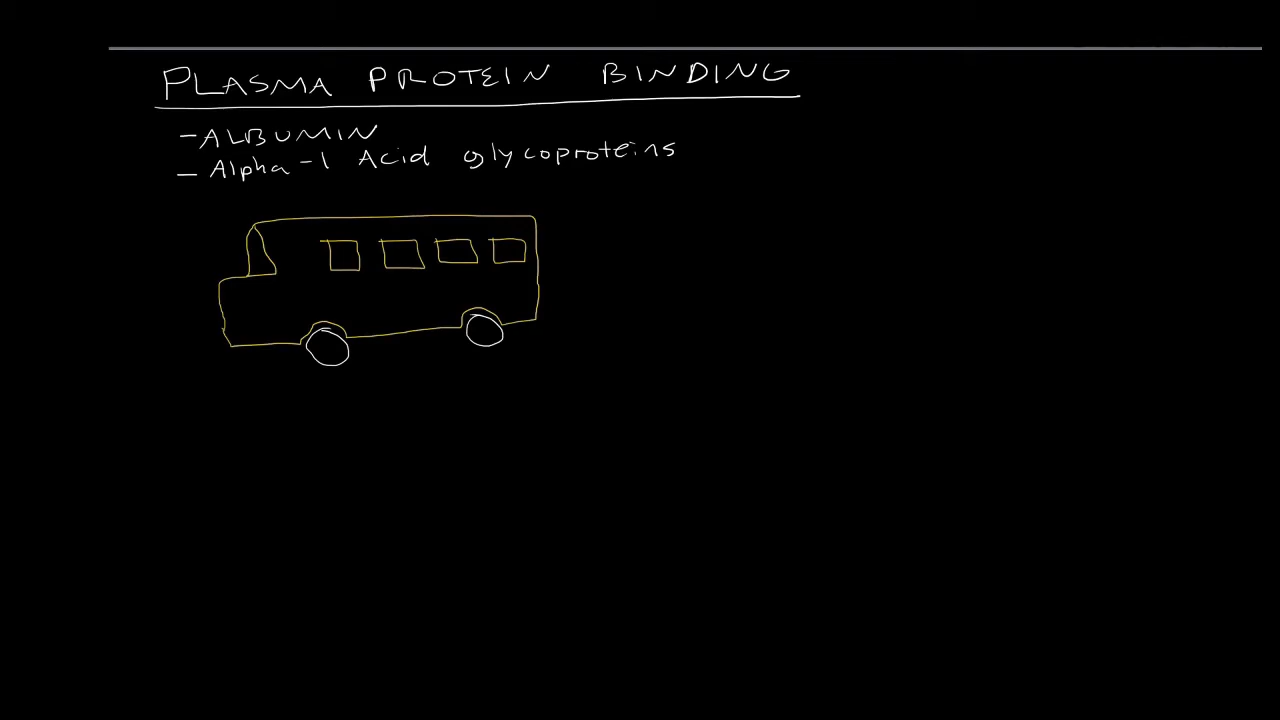 PLASMA PROTEIN BINDING
- ALBUMIN
- Alpha-1 Acid glycoproteins